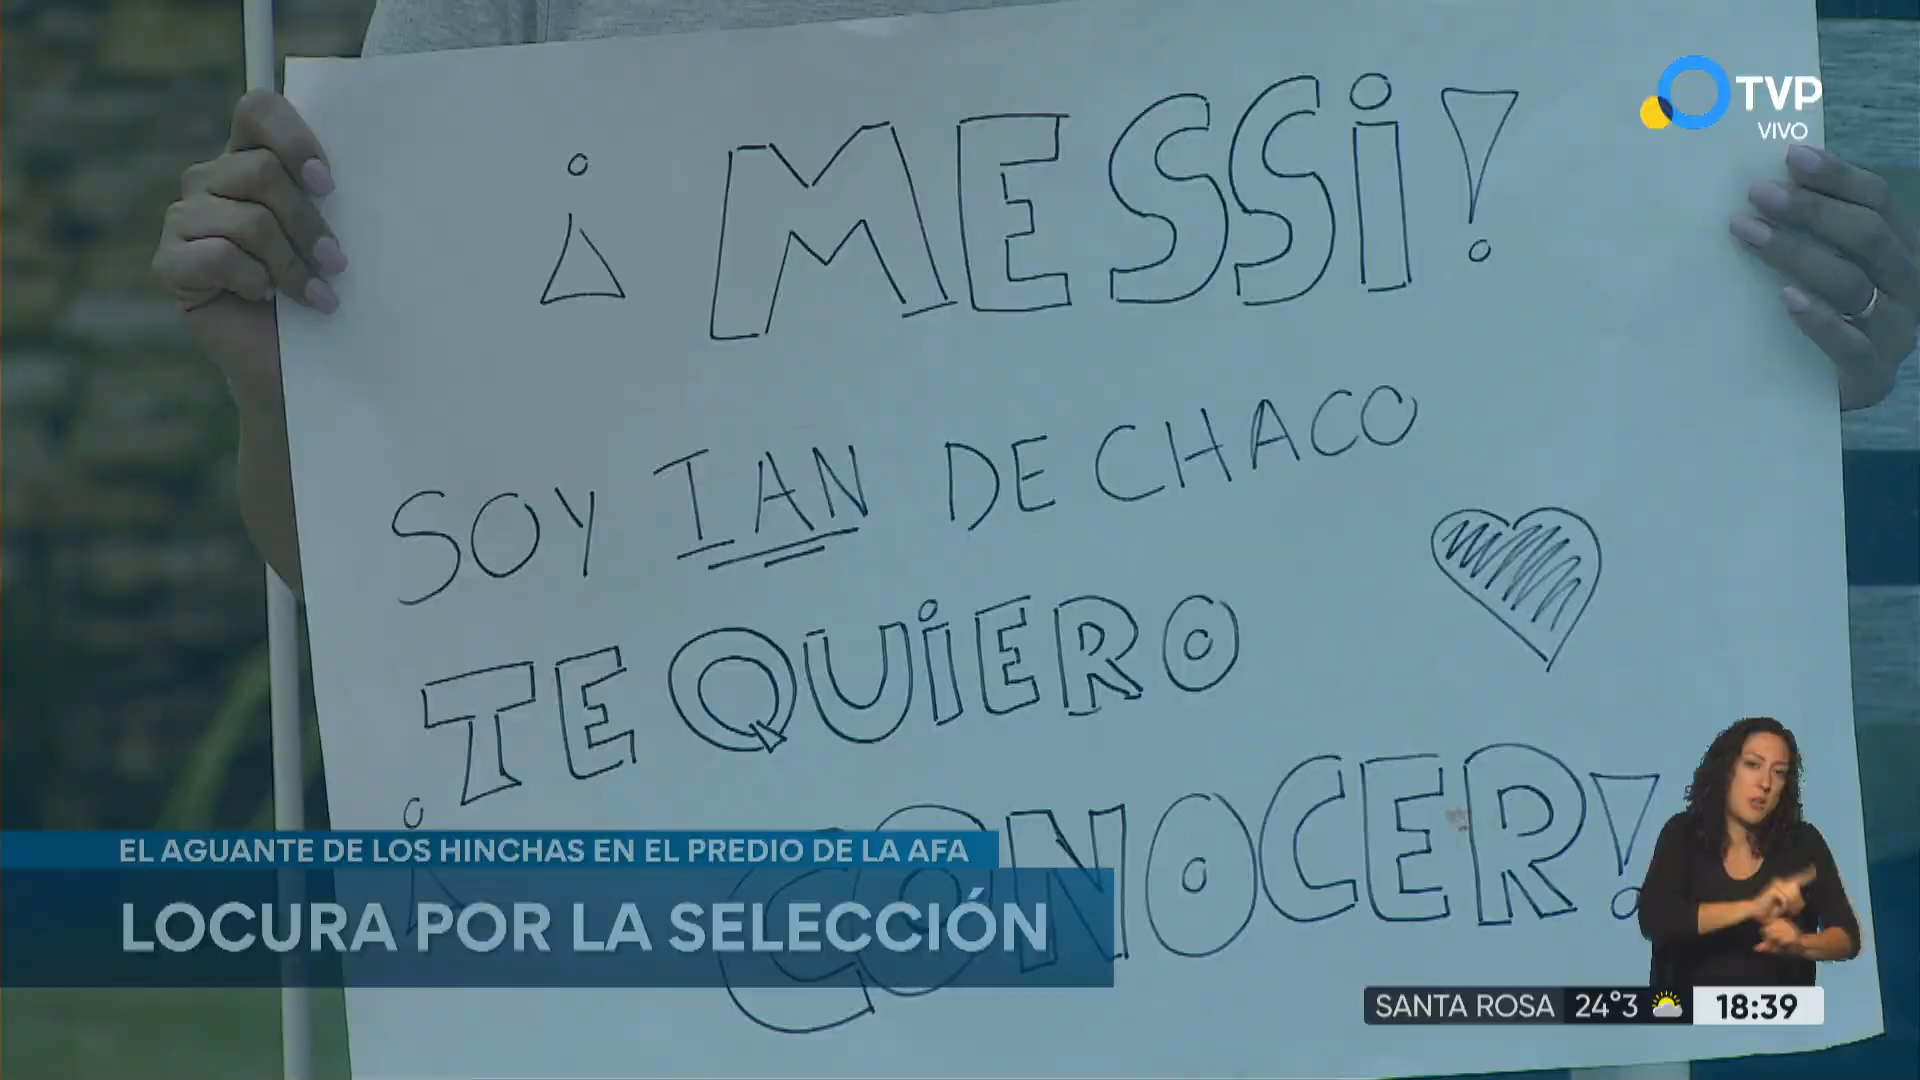 ¡MESSI!
SOY IAN DE CHACO
¡TE QUIERO
CONOCER!
TVP
VIVO
EL AGUANTE DE LOS HINCHAS EN EL PREDIO DE LA AFA
LOCURA POR LA SELECCIÓN
SANTA ROSA 24°3 18:39